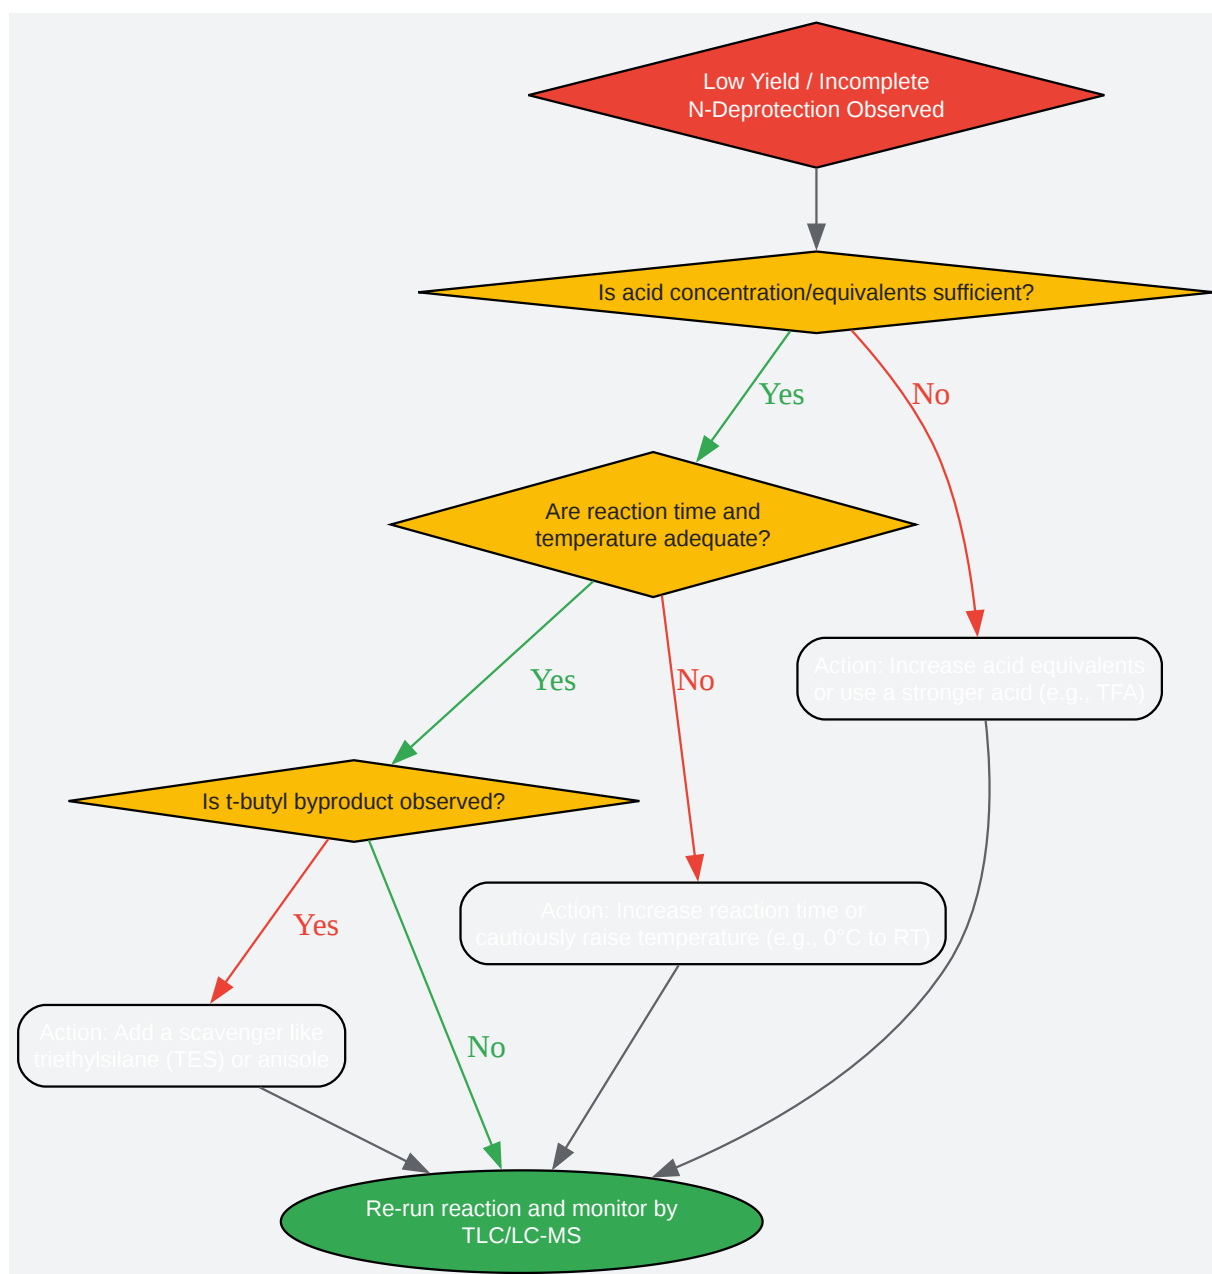 Low Yield / Incomplete
N-Deprotection Observed
Is acid concentration/equivalents sufficient?
Yes
No
Are reaction time and
temperature adequate?
Yes
No
Action: Increase acid equivalents
or use a stronger acid (e.g., TFA)
Is t-butyl byproduct observed?
Yes
No
Action: Increase reaction time or
cautiously raise temperature (e.g., 0°C to RT)
Action: Add a scavenger like
triethylsilane (TES) or anisole
Re-run reaction and monitor by
TLC/LC-MS